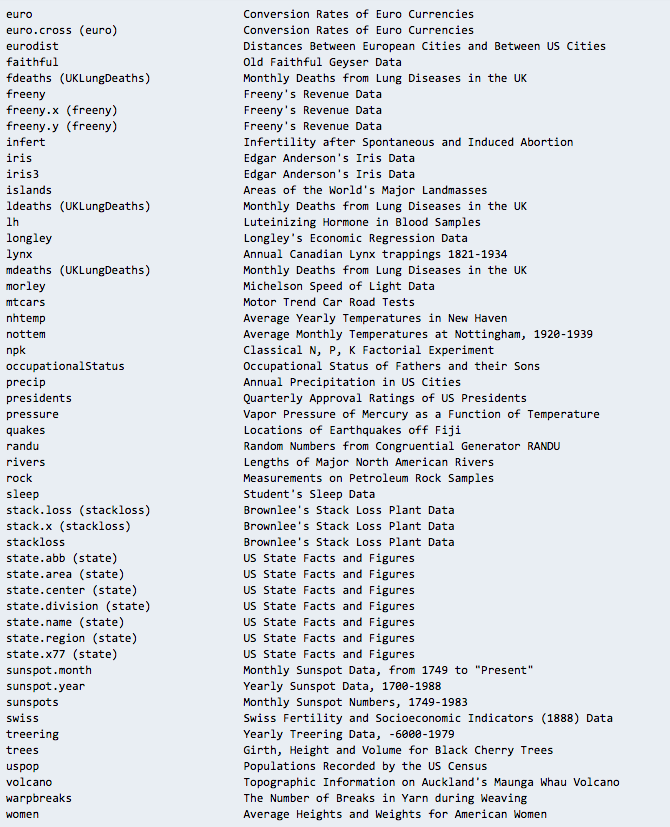 euro Conversion Rates of Euro Currencies
euro.cross (euro) Conversion Rates of Euro Currencies
eurodist Distances Between European Cities and Between US Cities
faithful Old Faithful Geyser Data
fdeaths (UKLungDeaths) Monthly Deaths from Lung Diseases in the UK
freeny Freeny's Revenue Data
freeny.x (freeny) Freeny's Revenue Data
freeny.y (freeny) Freeny's Revenue Data
infert Infertility after Spontaneous and Induced Abortion
iris Edgar Anderson's Iris Data
iris3 Edgar Anderson's Iris Data
islands Areas of the World's Major Landmasses
ldeaths (UKLungDeaths) Monthly Deaths from Lung Diseases in the UK
lh Luteinizing Hormone in Blood Samples
longley Longley's Economic Regression Data
lynx Annual Canadian Lynx trappings 1821-1934
mdeaths (UKLungDeaths) Monthly Deaths from Lung Diseases in the UK
morley Michelson Speed of Light Data
mtcars Motor Trend Car Road Tests
nhtemp Average Yearly Temperatures in New Haven
nottem Average Monthly Temperatures at Nottingham, 1920-1939
npk Classical N, P, K Factorial Experiment
occupationalStatus Occupational Status of Fathers and their Sons
precip Annual Precipitation in US Cities
presidents Quarterly Approval Ratings of US Presidents
pressure Vapor Pressure of Mercury as a Function of Temperature
quakes Locations of Earthquakes off Fiji
randu Random Numbers from Congruential Generator RANDU
rivers Lengths of Major North American Rivers
rock Measurements on Petroleum Rock Samples
sleep Student's Sleep Data
stack.loss (stackloss) Brownlee's Stack Loss Plant Data
stack.x (stackloss) Brownlee's Stack Loss Plant Data
stackloss Brownlee's Stack Loss Plant Data
state.abb (state) US State Facts and Figures
state.area (state) US State Facts and Figures
state.center (state) US State Facts and Figures
state.division (state) US State Facts and Figures
state.name (state) US State Facts and Figures
state.region (state) US State Facts and Figures
state.x77 (state) US State Facts and Figures
sunspot.month Monthly Sunspot Data, from 1749 to "Present"
sunspot.year Yearly Sunspot Data, 1700-1988
sunspots Monthly Sunspot Numbers, 1749-1983
swiss Swiss Fertility and Socioeconomic Indicators (1888) Data
treering Yearly Treering Data, -6000-1979
trees Girth, Height and Volume for Black Cherry Trees
uspop Populations Recorded by the US Census
volcano Topographic Information on Auckland's Maunga Whau Volcano
warpbreaks The Number of Breaks in Yarn during Weaving
women Average Heights and Weights for American Women